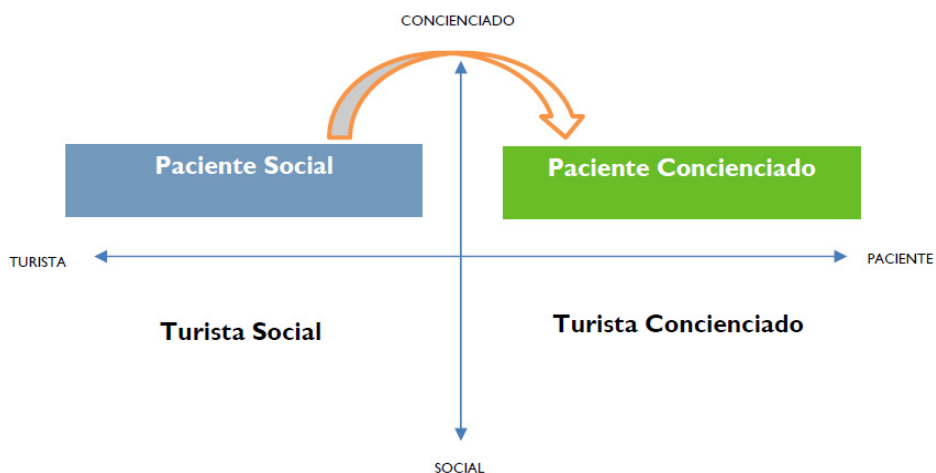 CONCIENCIADO
Paciente Social
Paciente Concienciado
TURISTA
PACIENTE
Turista Social
Turista Concienciado
SOCIAL